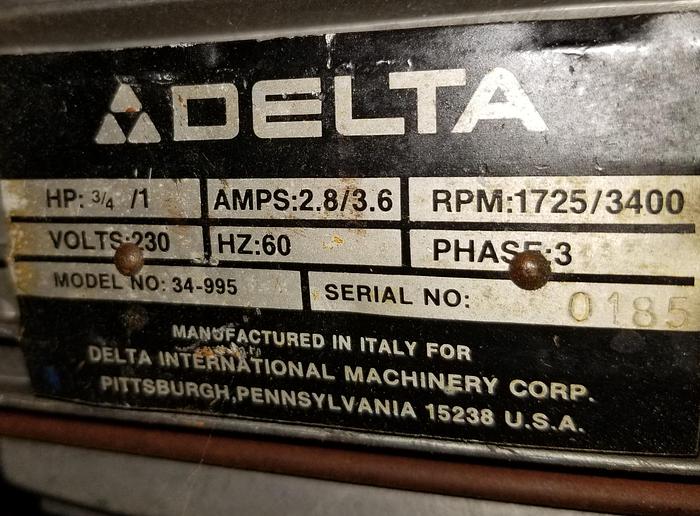 DELTA
HP: 3/4 /1 AMPS:2.8/3.6 RPM:1725/3400
VOLTS:230 HZ:60 PHASE:3
MODEL NO: 34-995 SERIAL NO: 0185
MANUFACTURED IN ITALY FOR
DELTA INTERNATIONAL MACHINERY CORP.
PITTSBURGH,PENNSYLVANIA 15238 U.S.A.